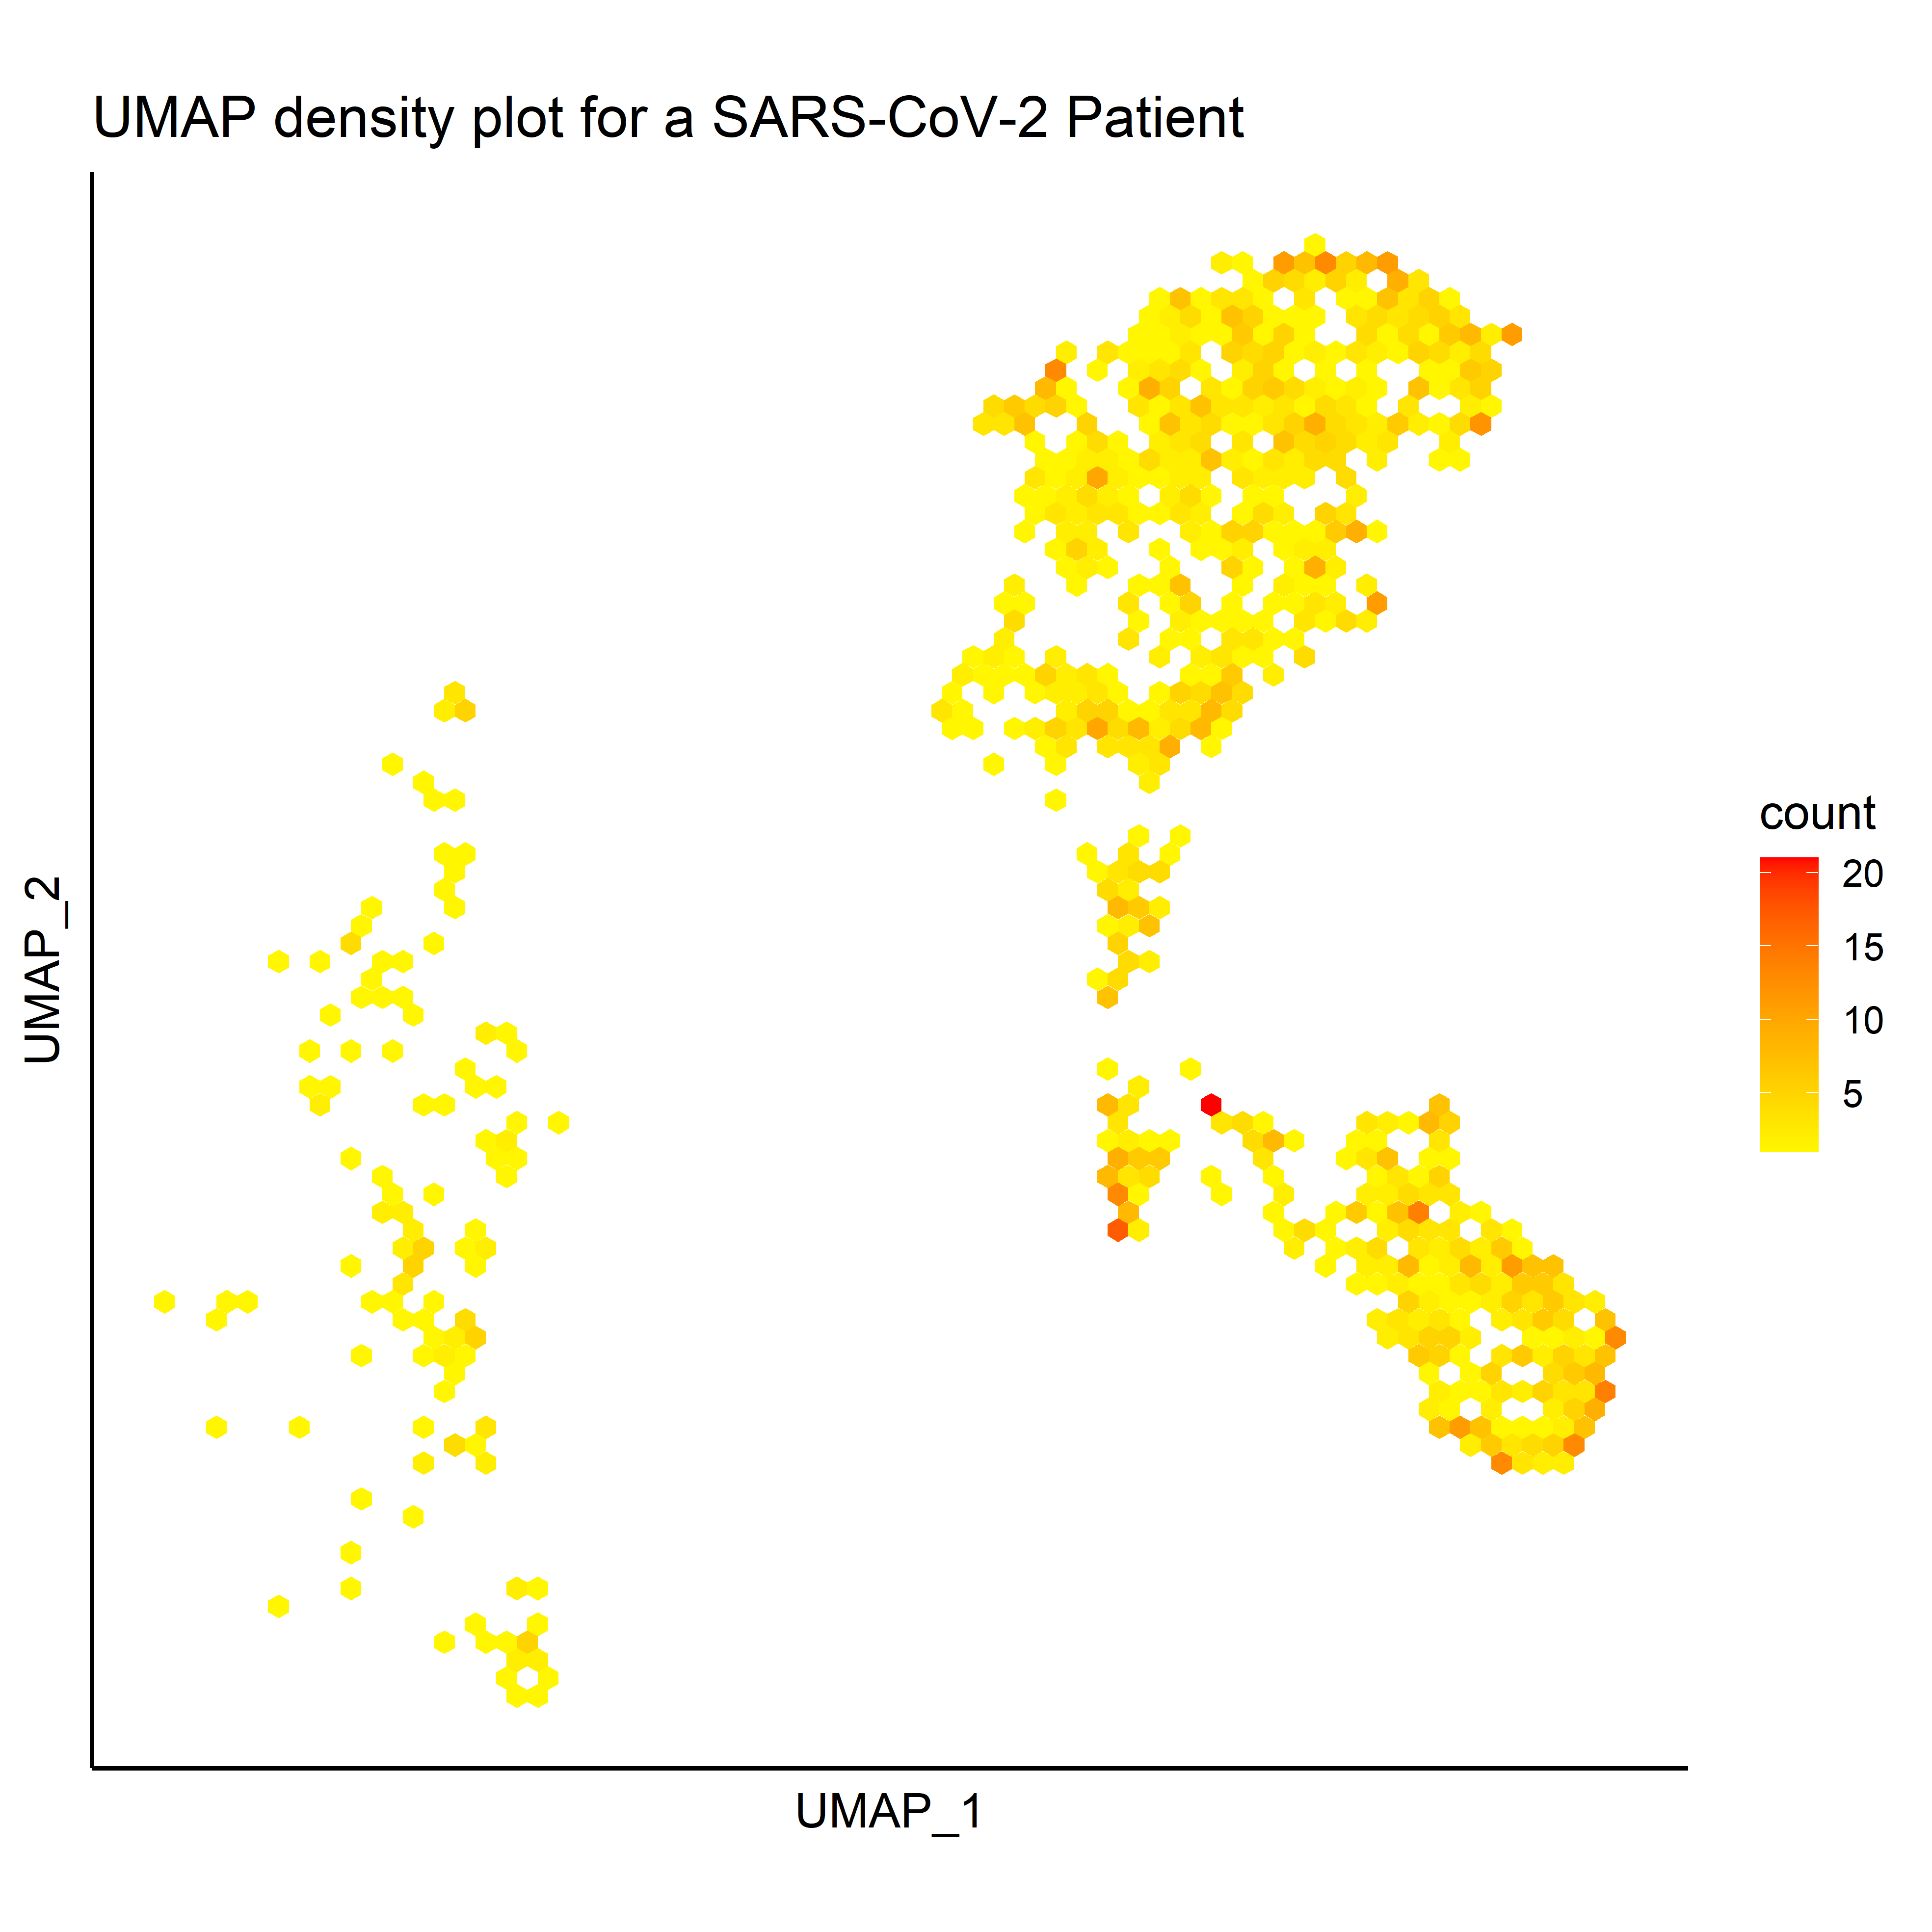 UMAP density plot for a SARS-CoV-2 Patient
UMAP_2
UMAP_1
count
20
15
10
5